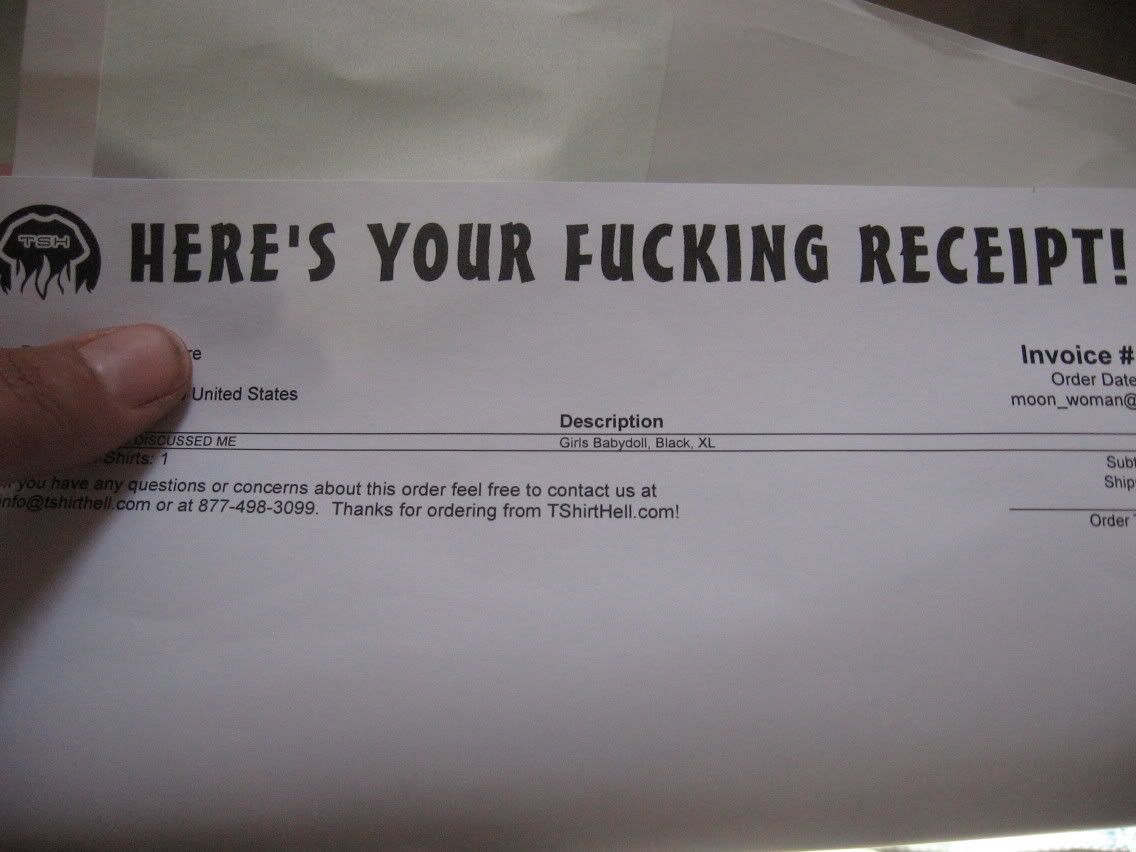 TSH
HERE'S YOUR FUCKING RECEIPT!
Invoice #
Order Date
United States
moon_woman@
Description
DISCUSSED ME
Girls Babydoll, Black, XL
Shirts: 1
Subt
you have any questions or concerns about this order feel free to contact us at
Ship
info@tshirthell.com or at 877-498-3099. Thanks for ordering from TShirtHell.com!
Order